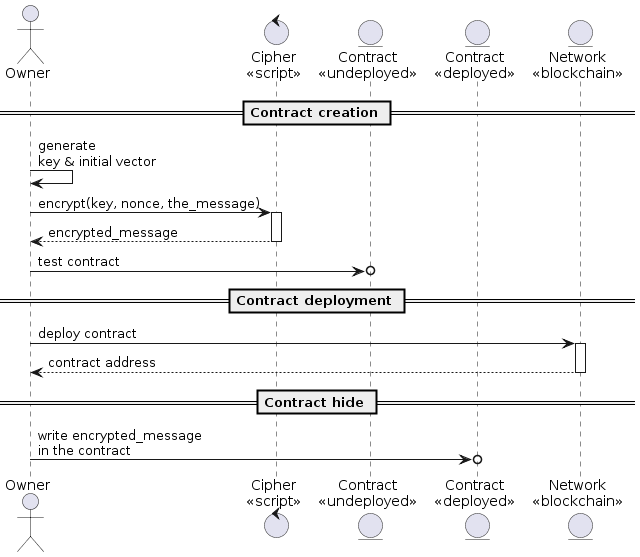 Owner
Cipher
«script»
Contract
«undeployed»
Contract
«deployed»
Network
«blockchain»
Contract creation
generate
key & initial vector
encrypt(key, nonce, the_message)
encrypted_message
test contract
Contract deployment
deploy contract
contract address
Contract hide
write encrypted_message
in the contract
Owner
Cipher
«script»
Contract
«undeployed»
Contract
«deployed»
Network
«blockchain»